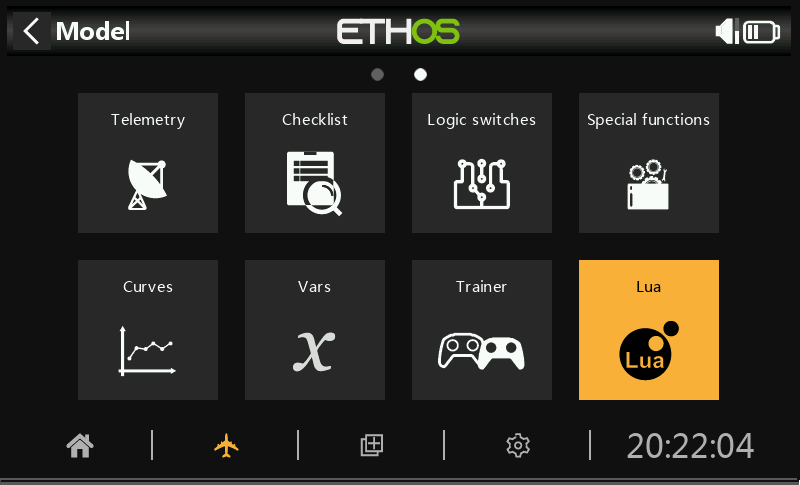 Model
ETHOS
Telemetry
Checklist
Logic switches
Special functions
Curves
Vars
x
Trainer
Lua
Lua
20:22:04